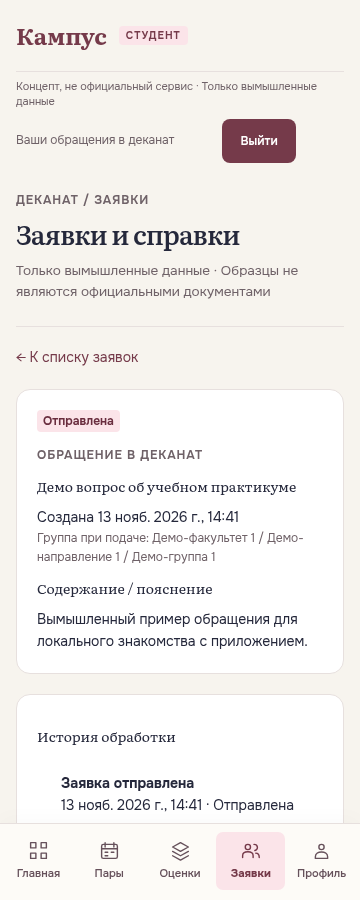 Кампус
СТУДЕНТ
Концепт, не официальный сервис · Только вымышленные
данные
Ваши обращения в деканат
Выйти
ДЕКАНАТ / ЗАЯВКИ
Заявки и справки
Только вымышленные данные · Образцы не
являются официальными документами
← К списку заявок
Отправлена
ОБРАЩЕНИЕ В ДЕКАНАТ
Демо вопрос об учебном практикуме
Создана 13 нояб. 2026 г., 14:41
Группа при подаче: Демо-факультет 1 / Демо-
направление 1 / Демо-группа 1
Содержание / пояснение
Вымышленный пример обращения для
локального знакомства с приложением.
История обработки
Заявка отправлена
13 нояб. 2026 г., 14:41 · Отправлена
Главная
Пары
Оценки
Заявки
Профиль